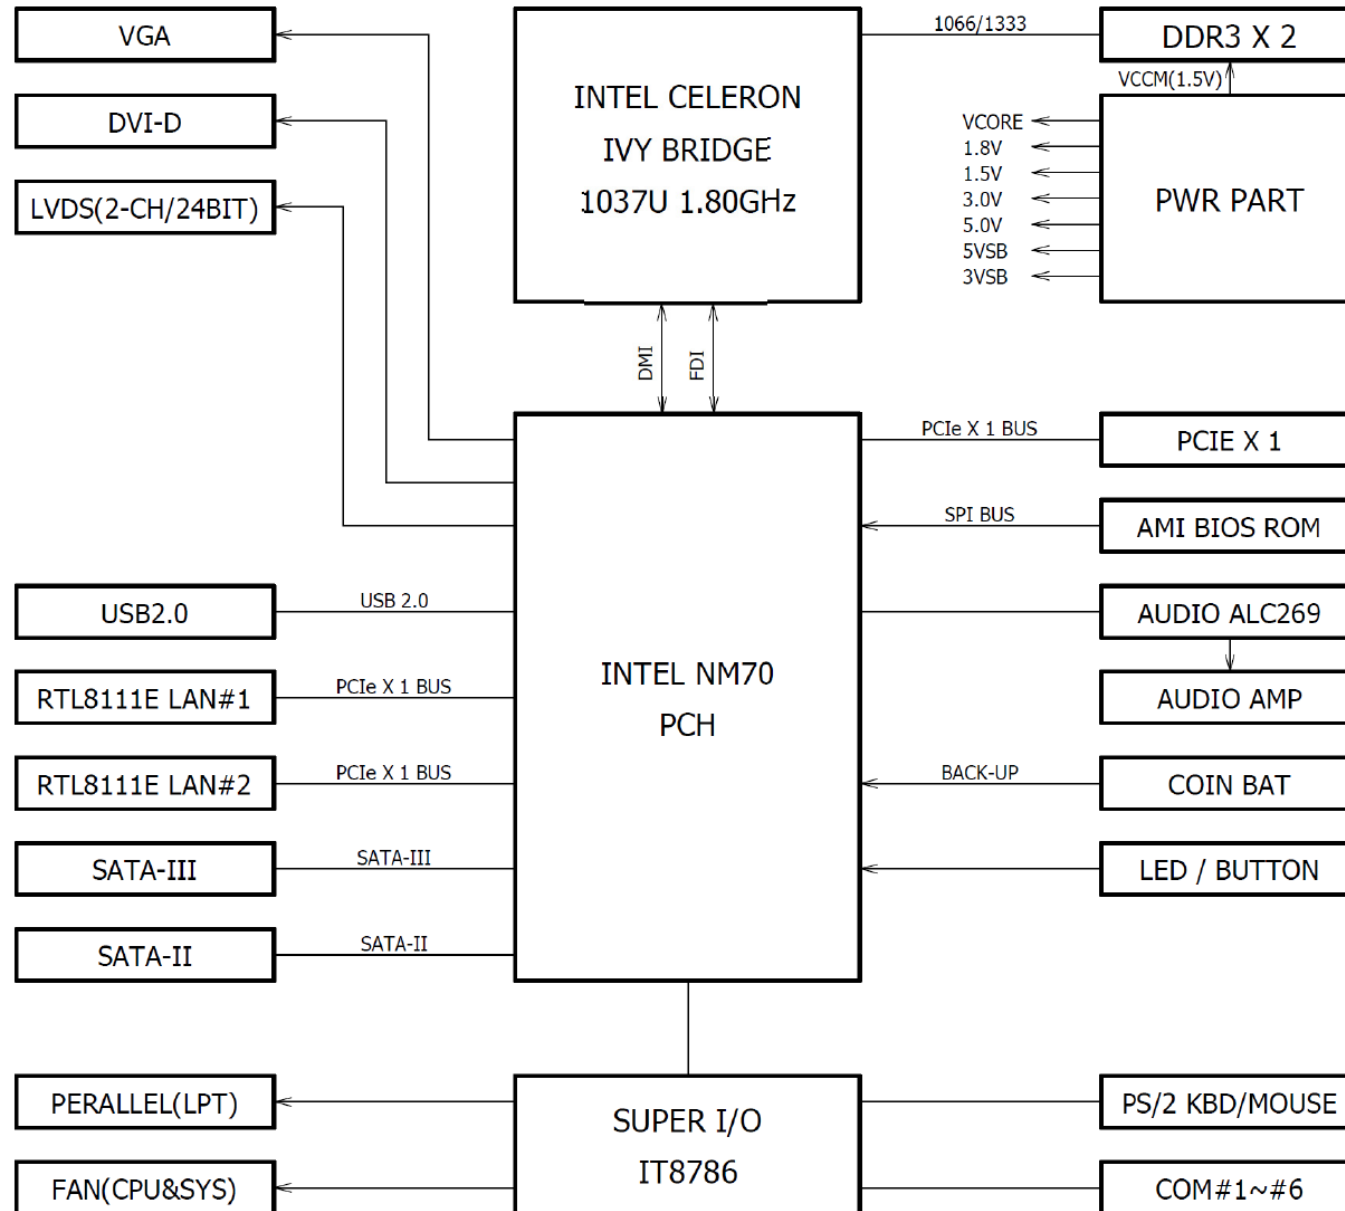 VGA
DVI-D
LVDS(2-CH/24BIT)
INTEL CELERON
IVY BRIDGE
1037U 1.80GHz
1066/1333
DDR3 X 2
VCCM(1.5V)
VCORE
1.8V
1.5V
3.0V
5.0V
5VSB
3VSB
PWR PART
DMI
FDI
USB2.0
USB 2.0
RTL8111E LAN#1
PCIe X 1 BUS
RTL8111E LAN#2
PCIe X 1 BUS
SATA-III
SATA-III
SATA-II
SATA-II
INTEL NM70
PCH
PCIe X 1 BUS
PCIE X 1
SPI BUS
AMI BIOS ROM
AUDIO ALC269
AUDIO AMP
BACK-UP
COIN BAT
LED / BUTTON
PERALLEL(LPT)
FAN(CPU&SYS)
SUPER I/O
IT8786
PS/2 KBD/MOUSE
COM#1~#6